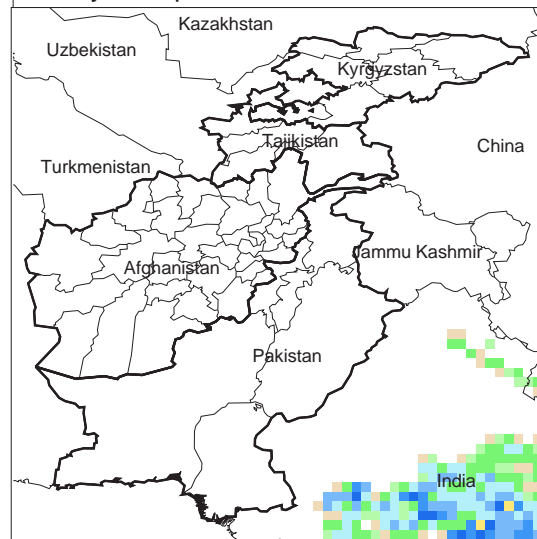 Kazakhstan
Uzbekistan
Kyrgyzstan
Tajikistan
China
Turkmenistan
Jammu Kashmir
Afghanistan
Pakistan
India